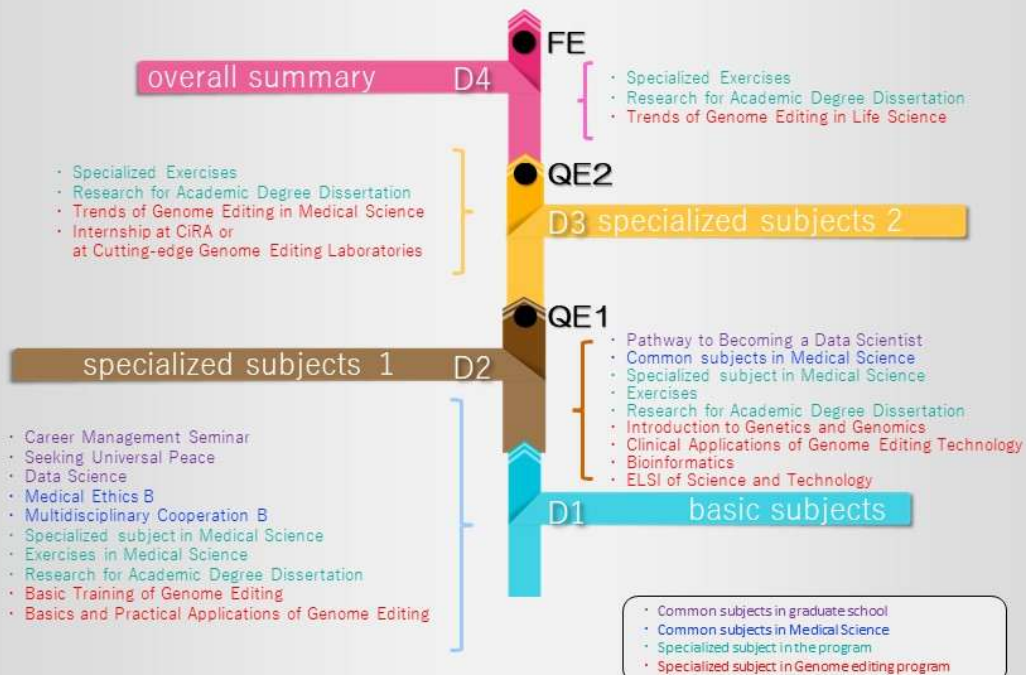 FE
overall summary D4
· Specialized Exercises
· Research for Academic Degree Dissertation
· Trends of Genome Editing in Life Science
QE2
· Specialized Exercises
· Research for Academic Degree Dissertation
· Trends of Genome Editing in Medical Science
· Internship at CiRA or
at Cutting-edge Genome Editing Laboratories
D3 specialized subjects 2
QE1
specialized subjects 1 D2
· Pathway to Becoming a Data Scientist
· Common subjects in Medical Science
· Specialized subject in Medical Science
· Exercises
· Research for Academic Degree Dissertation
· Introduction to Genetics and Genomics
· Clinical Applications of Genome Editing Technology
· Bioinformatics
· ELSI of Science and Technology
· Career Management Seminar
· Seeking Universal Peace
· Data Science
· Medical Ethics B
· Multidisciplinary Cooperation B
· Specialized subject in Medical Science
· Exercises in Medical Science
· Research for Academic Degree Dissertation
· Basic Training of Genome Editing
· Basics and Practical Applications of Genome Editing
D1 basic subjects
· Common subjects in graduate school
· Common subjects in Medical Science
· Specialized subject in the program
· Specialized subject in Genome editing program